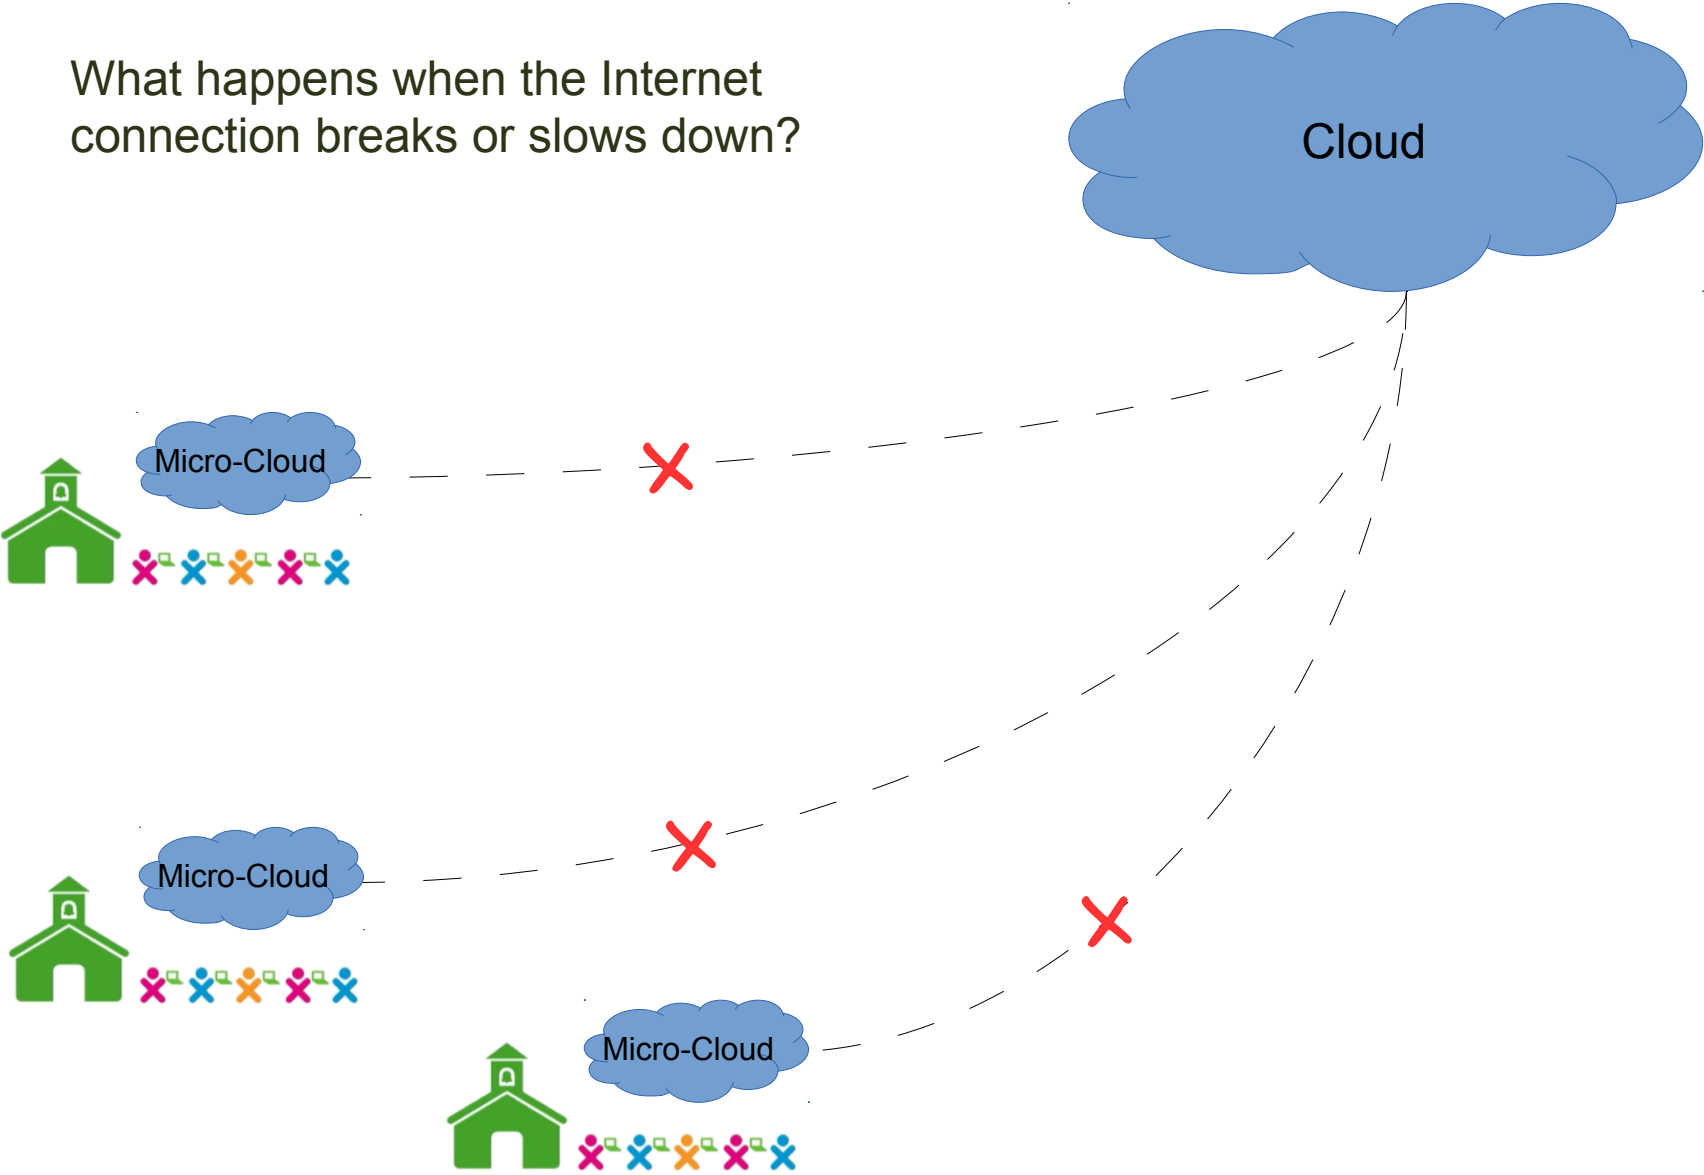 What happens when the Internet
connection breaks or slows down?
Cloud
Micro-Cloud
Micro-Cloud
Micro-Cloud